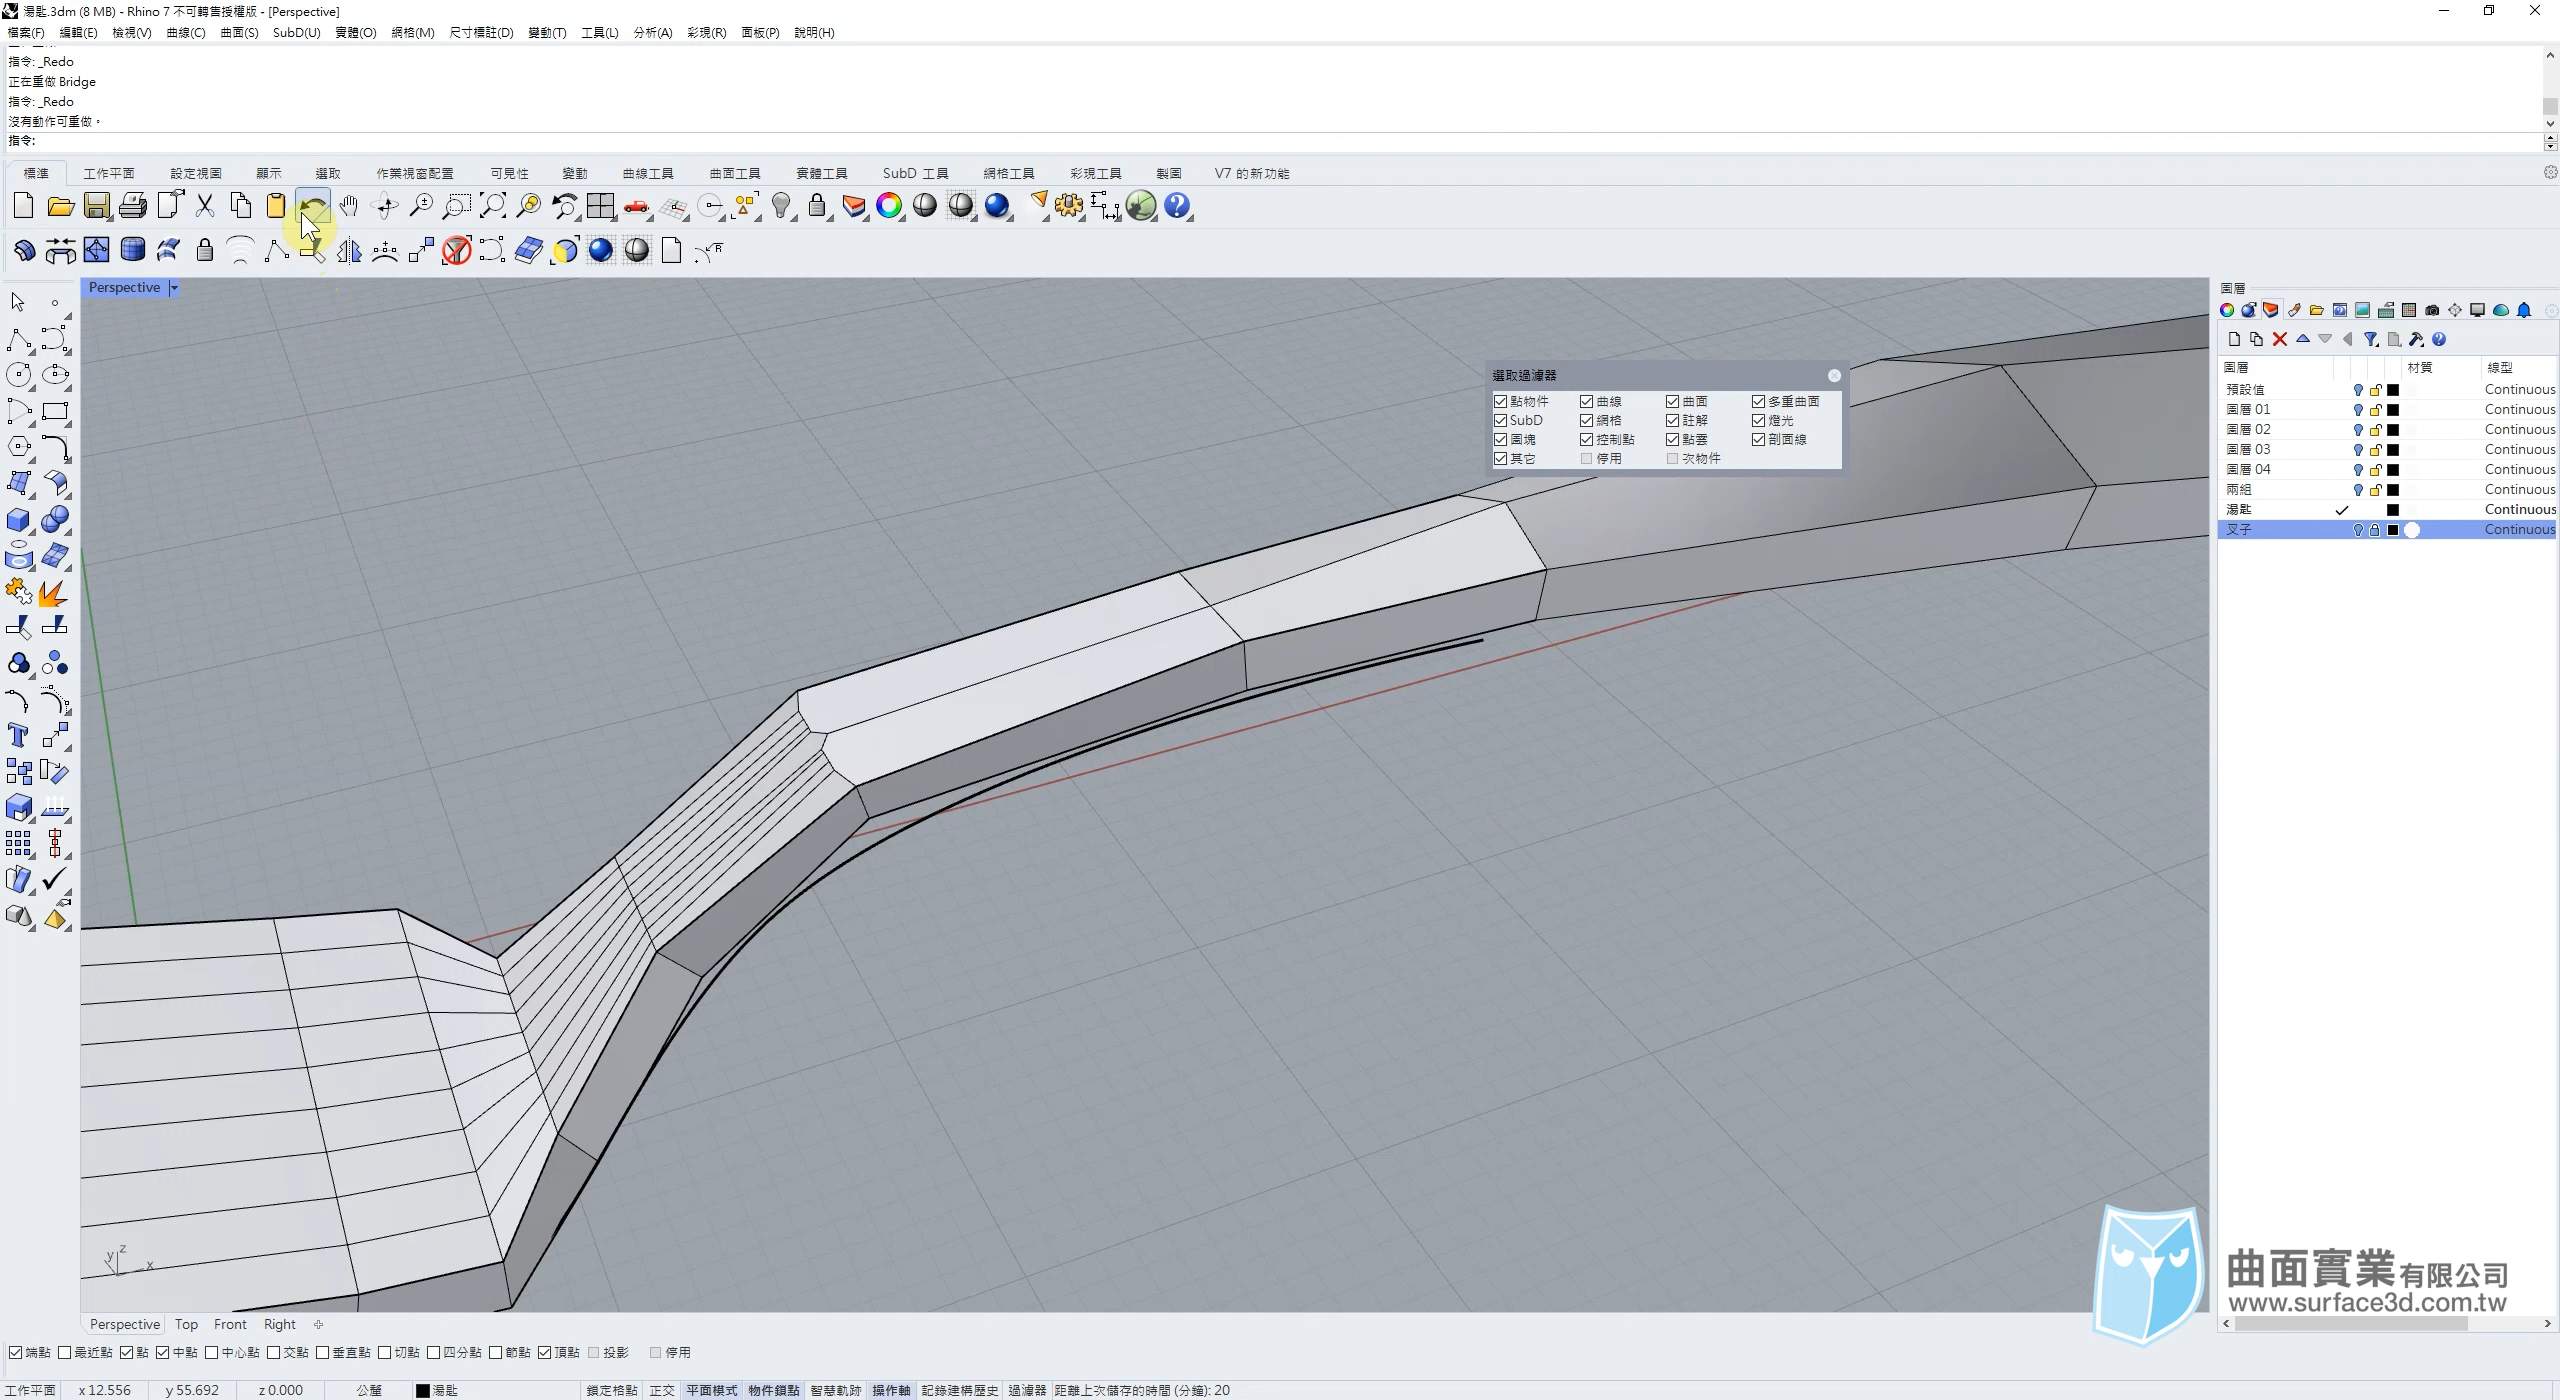 湯匙.3dm (8 MB) - Rhino 7 不可轉售授權版 - [Perspective]
檔案(F) 編輯(E) 檢視(V) 曲線(C) 曲面(S) SubD(U) 實體(O) 網格(M) 尺寸標註(D) 變動(T) 工具(L) 分析(A) 彩現(R) 面板(P) 說明(H)
指令: _Redo
正在重做 Bridge
指令: _Redo
沒有動作可重做。
指令:
標準 工作平面 設定視圖 顯示 選取 作業視窗配置 可見性 變動 曲線工具 曲面工具 實體工具 SubD 工具 網格工具 彩現工具 製圖 V7 的新功能
Perspective
圖層
選取過濾器
點物件 曲線 曲面 多重曲面
SubD 網格 註解 燈光
圖塊 控制點 點雲 剖面線
其它 停用 次物件
圖層 材質 線型
預設值 Continuous
圖層 01 Continuous
圖層 02 Continuous
圖層 03 Continuous
圖層 04 Continuous
兩組 Continuous
湯匙 Continuous
叉子 Continuous
z
y
x
曲面實業有限公司
www.surface3d.com.tw
Perspective Top Front Right
端點 最近點 點 中點 中心點 交點 垂直點 切點 四分點 節點 頂點 投影 停用
工作平面 x 12.556 y 55.692 z 0.000 公釐 湯匙 鎖定格點 正交 平面模式 物件鎖點 智慧軌跡 操作軸 記錄建構歷史 過濾器 距離上次儲存的時間 (分鐘): 20